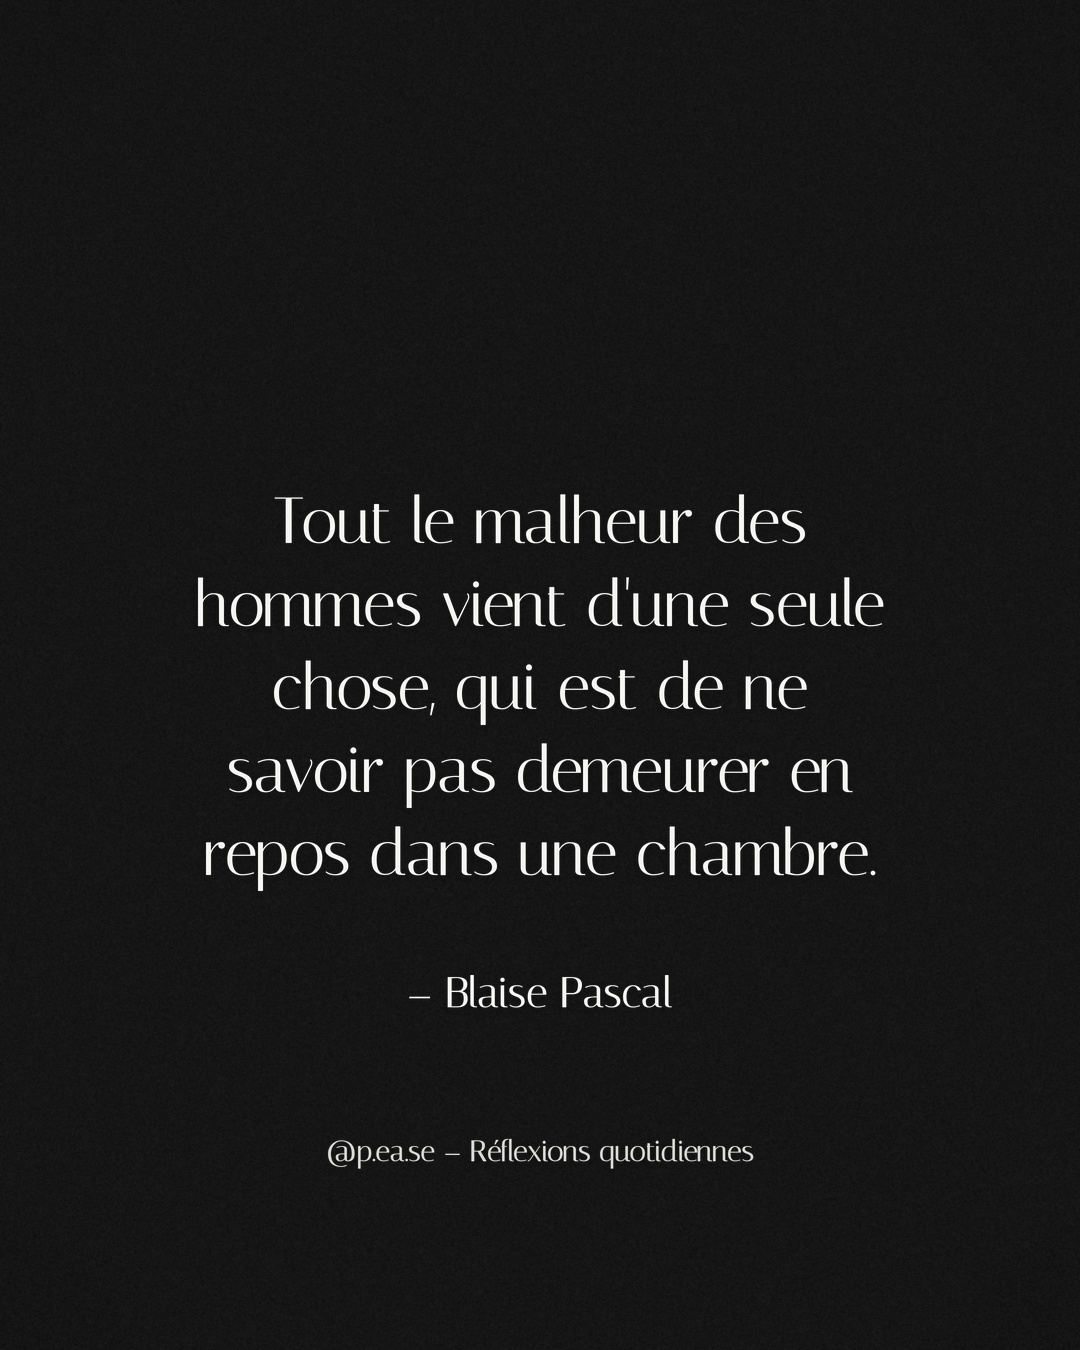 Tout le malheur des
hommes vient d'une seule
chose, qui est de ne
savoir pas demeurer en
repos dans une chambre.
– Blaise Pascal
@p.ea.se – Réflexions quotidiennes